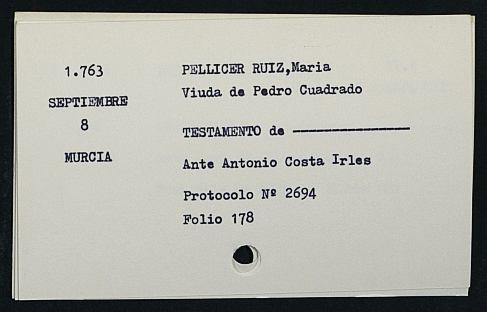 1.763
SEPTIEMBRE
8
MURCIA
PELLICER RUIZ,Maria
Viuda de Pedro Cuadrado
TESTAMENTO de ---------------
Ante Antonio Costa Irles
Protocolo Nº 2694
Folio 178